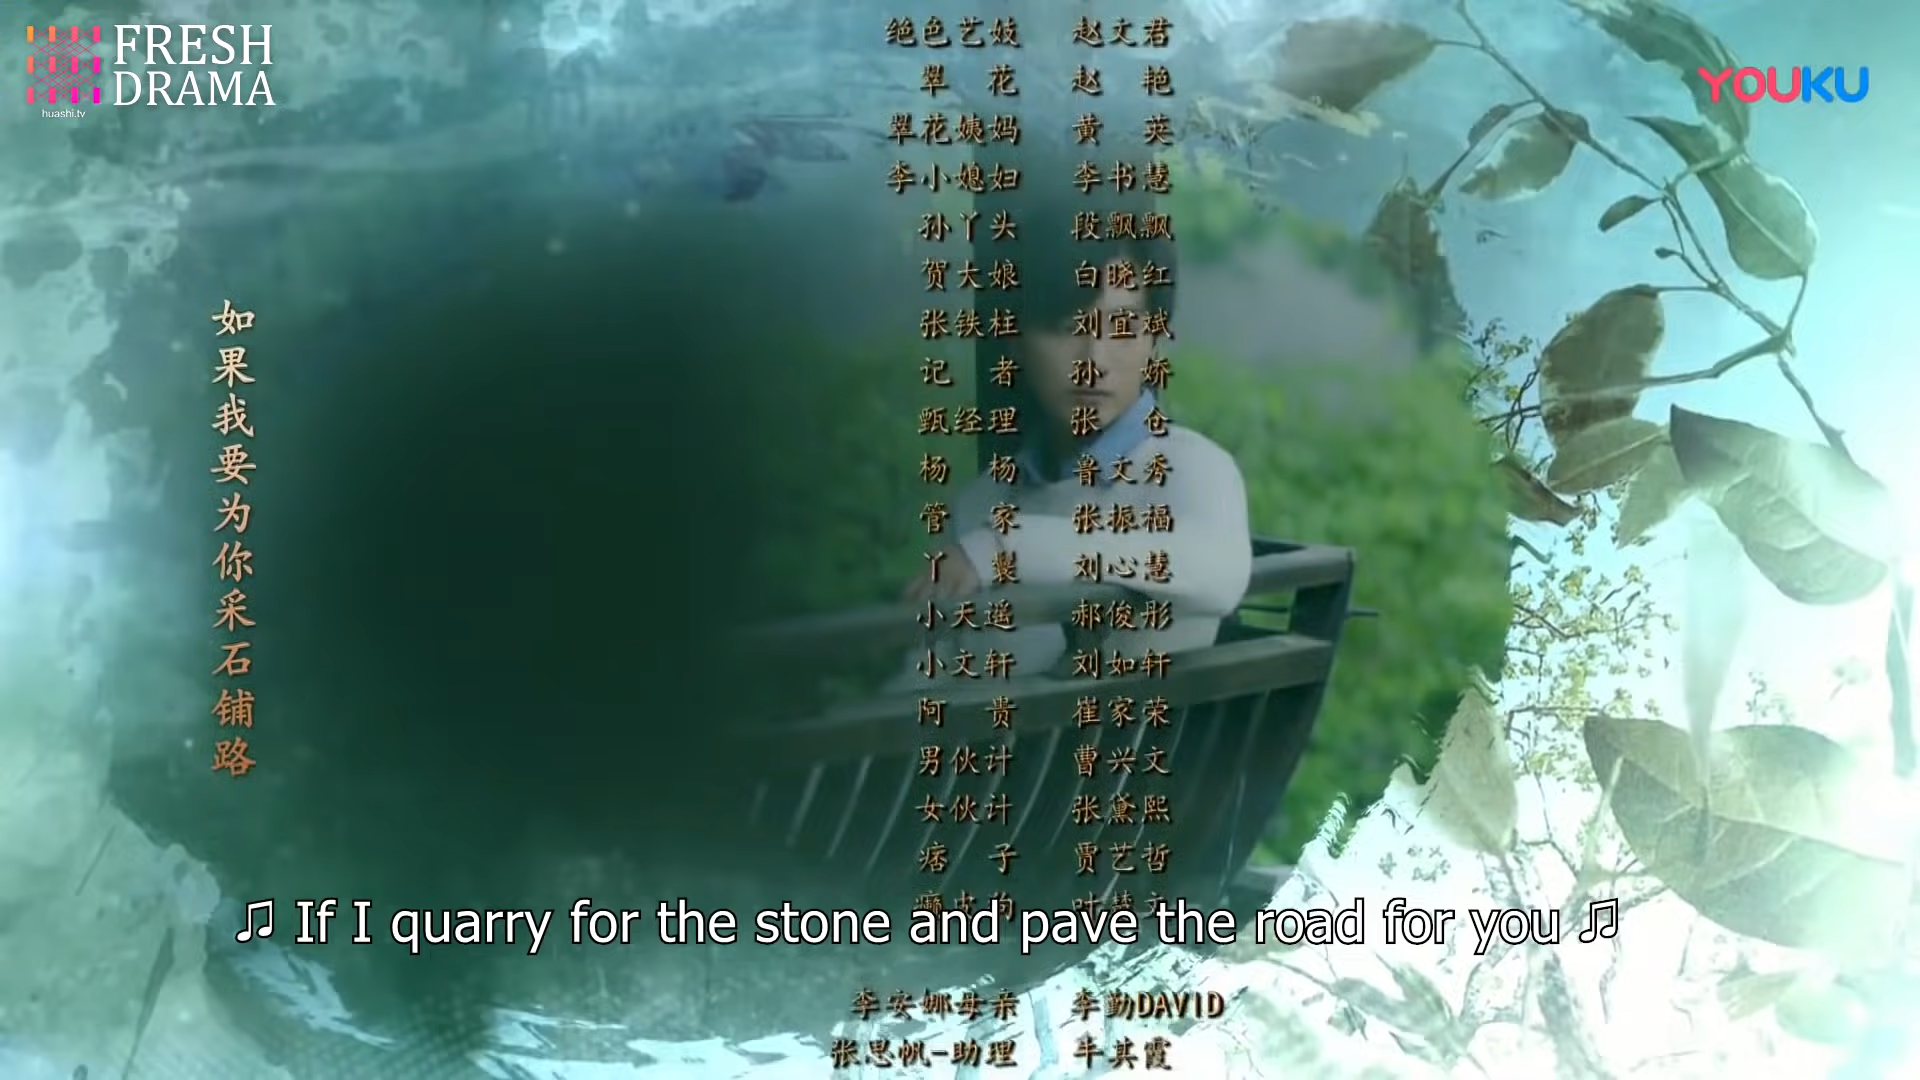 FRESH
DRAMA
huashi.tv
YOUKU
绝色艺妓 赵文君
翠 花 赵 艳
翠花姨妈 黄 英
李小媳妇 李书慧
孙丫头 段飘飘
贺大娘 白晓红
张铁柱 刘宜斌
记 者 孙 娇
甄经理 张 仓
杨 杨 鲁文秀
管 家 张振福
丫 鬟 刘心慧
小天遥 郝俊彤
小文轩 刘如轩
阿 贵 崔家荣
男伙计 曹兴文
女伙计 张黛熙
痞 子 贾艺哲
如果我要为你采石铺路
♫ If I quarry for the stone and pave the road for you ♫
李安娜母亲 李勤DAVID
张思帆-助理 牛其霞